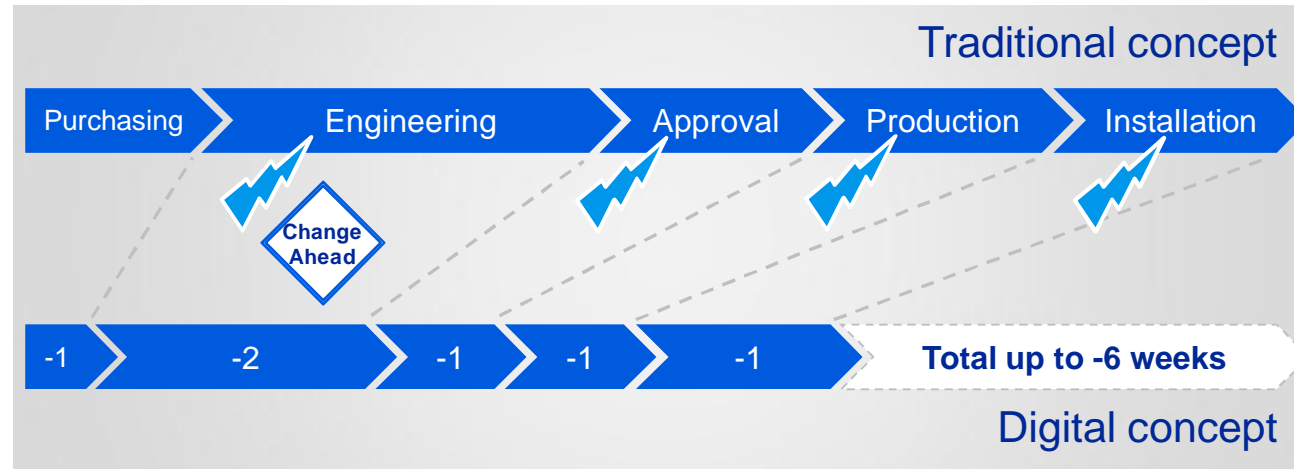 Traditional concept
Purchasing Engineering Approval Production Installation
Change
Ahead
-1 -2 -1 -1 -1 Total up to -6 weeks
Digital concept